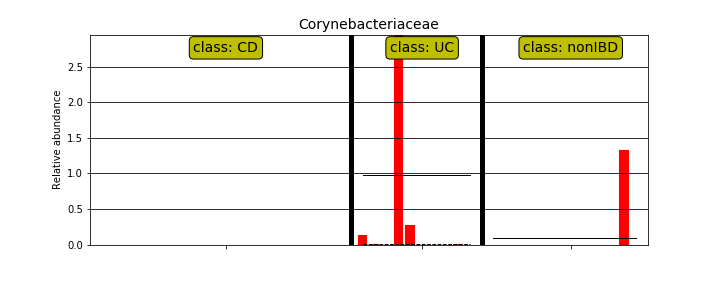 Corynebacteriaceae
class: CD
class: UC
class: nonIBD
Relative abundance
2.5
2.0
1.5
1.0
0.5
0.0